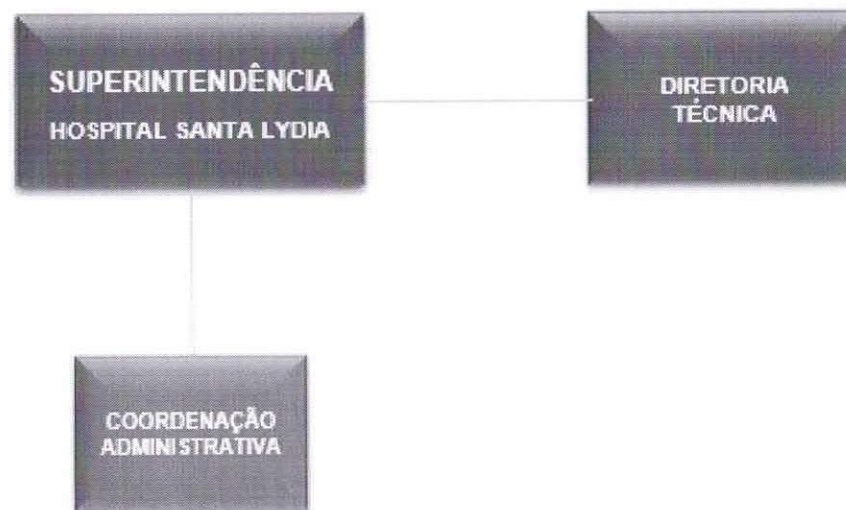 SUPERINTENDÊNCIA
HOSPITAL SANTA LYDIA
DIRETORIA
TÉCNICA
COORDENAÇÃO
ADMINISTRATIVA